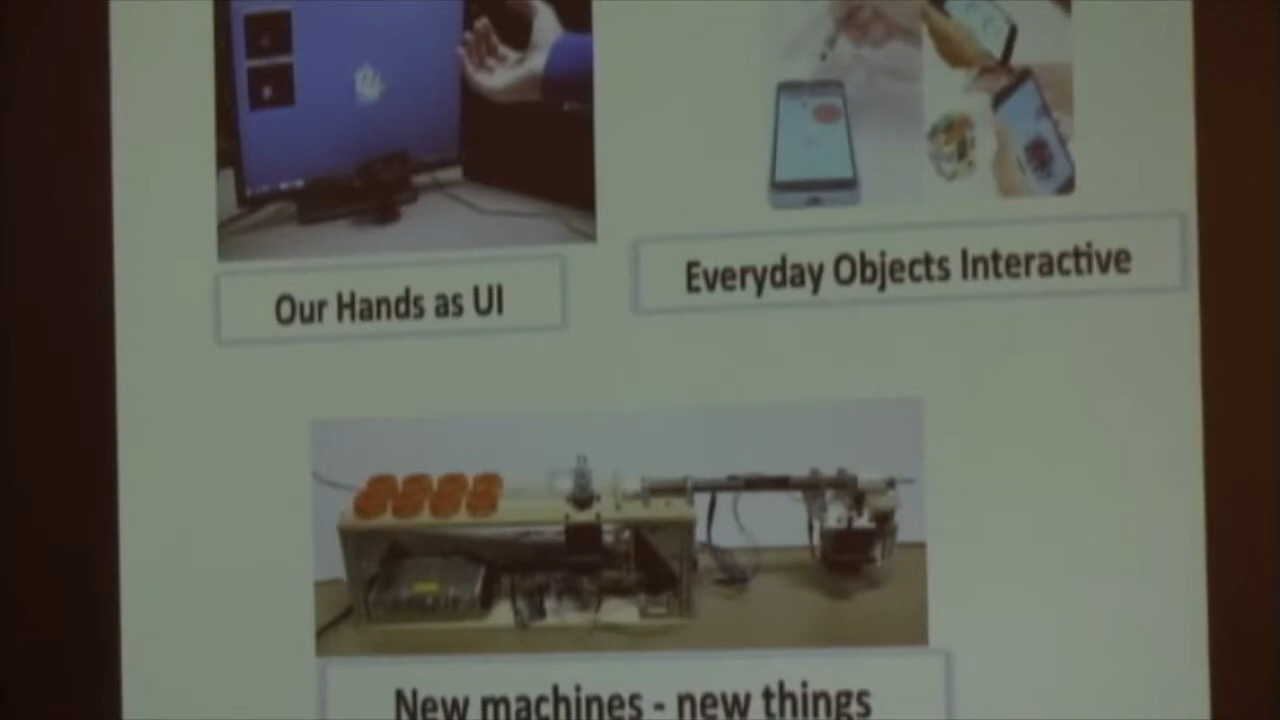 Our Hands as UI
Everyday Objects Interactive
New machines - new things